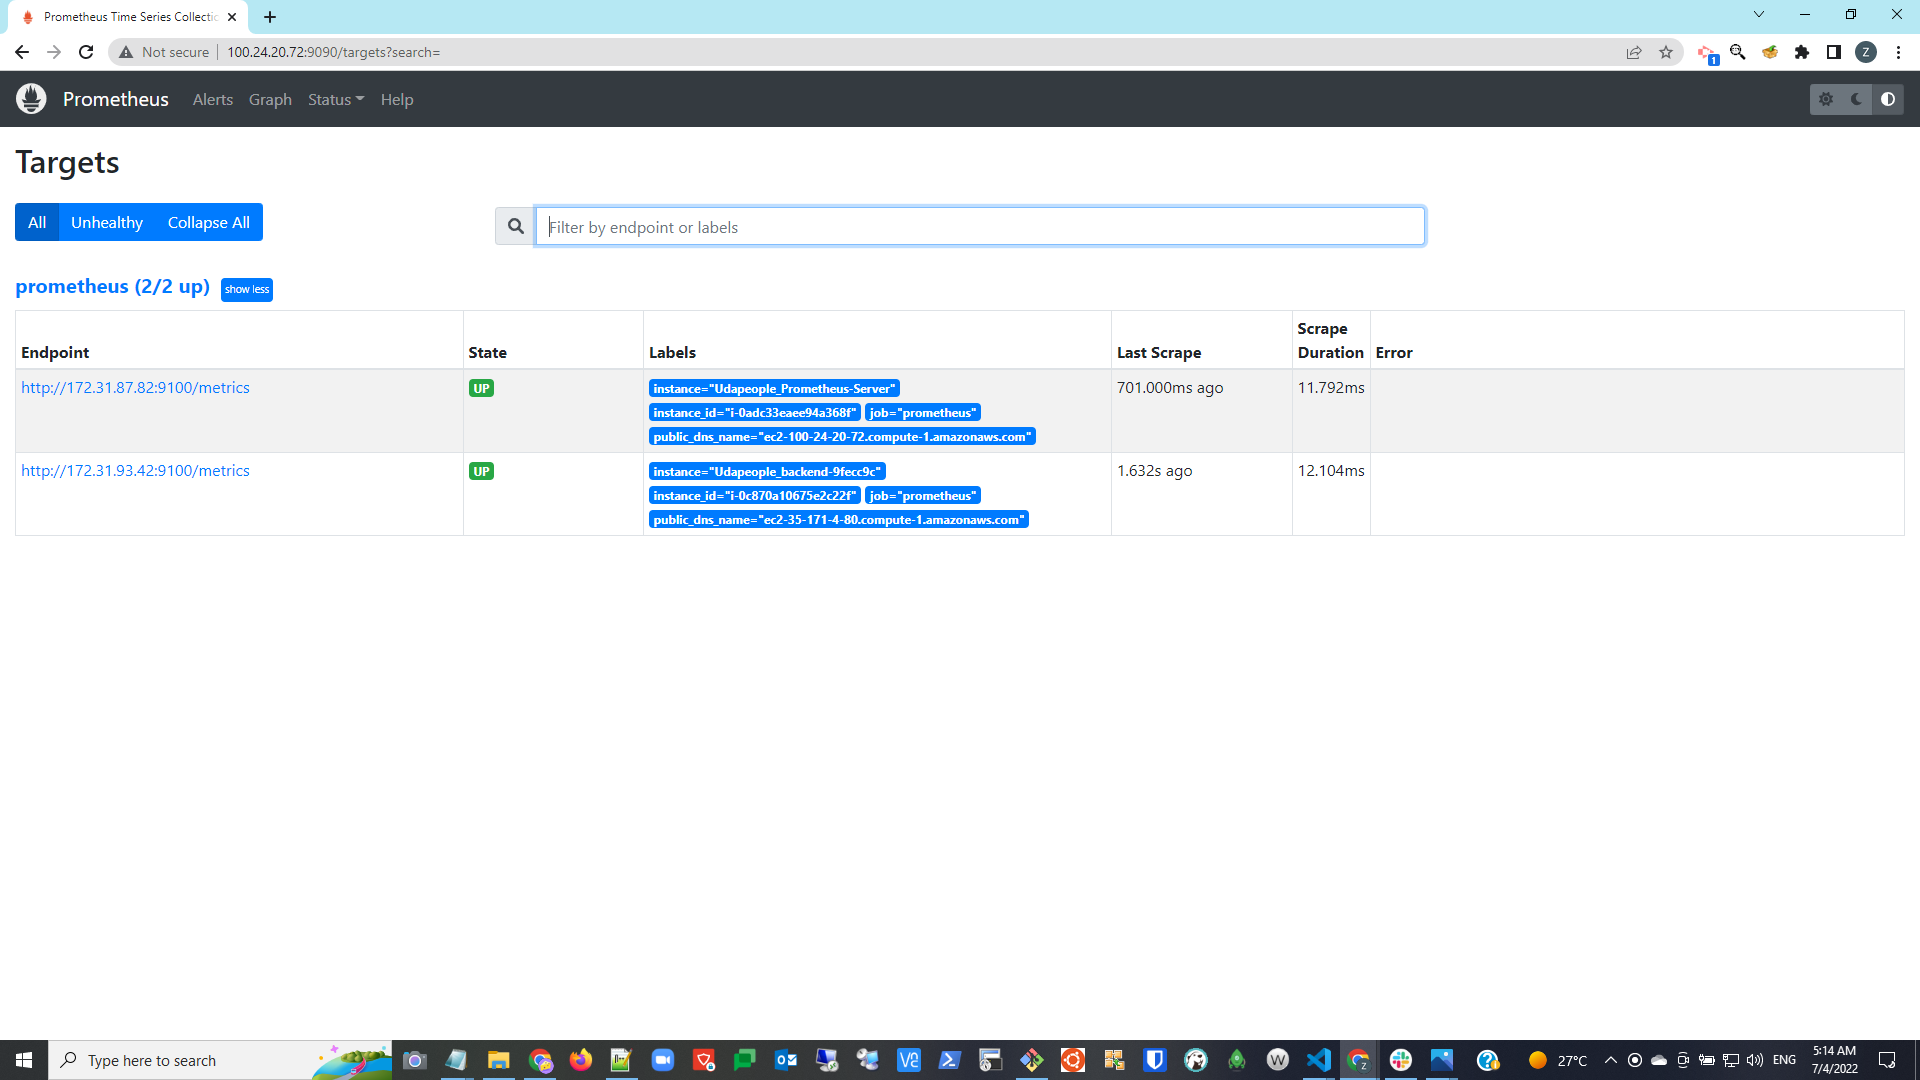 Prometheus Time Series Collectic
Not secure
100.24.20.72:9090/targets?search=
1
Z
Prometheus Alerts Graph Status Help
Targets
All Unhealthy Collapse All
Filter by endpoint or labels
prometheus (2/2 up) show less
Endpoint State Labels Last Scrape Scrape Duration Error
http://172.31.87.82:9100/metrics UP instance="Udapeople_Prometheus-Server" 701.000ms ago 11.792ms
instance_id="i-0adc33eaee94a368f" job="prometheus"
public_dns_name="ec2-100-24-20-72.compute-1.amazonaws.com"
http://172.31.93.42:9100/metrics UP instance="Udapeople_backend-9fecc9c" 1.632s ago 12.104ms
instance_id="i-0c870a10675e2c22f" job="prometheus"
public_dns_name="ec2-35-171-4-80.compute-1.amazonaws.com"
Type here to search
27°C
ENG
5:14 AM
7/4/2022